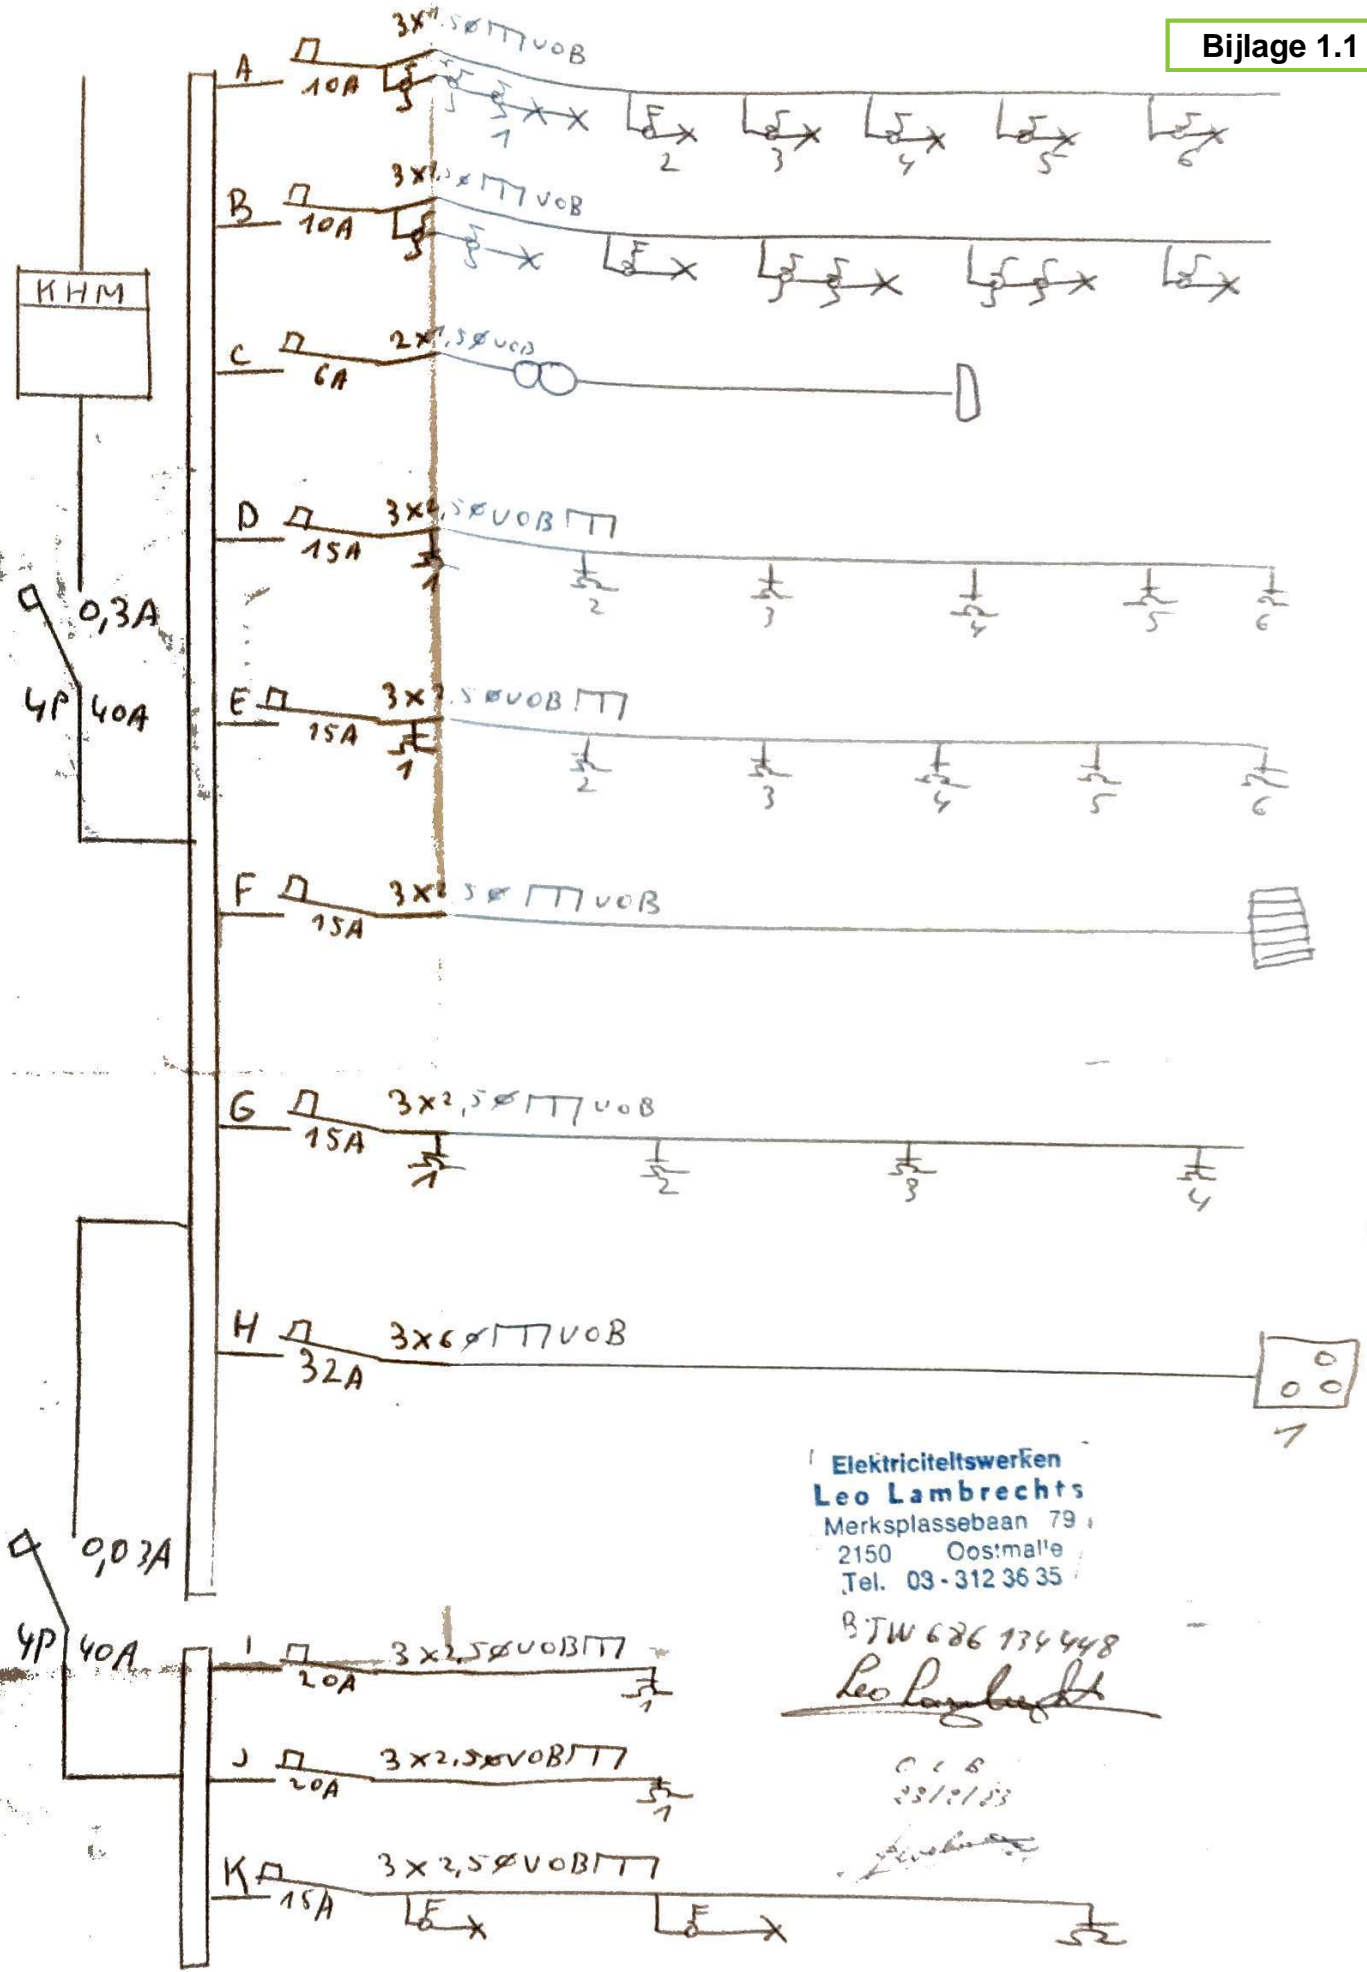 Bijlage 1.1
A 10A 3x1,5ø VOB
1 2 3 4 5 6
B 10A 3x1,5ø VOB
KHM
C 6A 2x1,5ø VOB
D 15A 3x2,5ø VOB
1 2 3 4 5 6
0,3A
4P 40A
E 15A 3x2,5ø VOB
1 2 3 4 5 6
F 15A 3x2,5ø VOB
G 15A 3x2,5ø VOB
1 2 3 4
H 32A 3x6ø VOB
1
Elektriciteitswerken
Leo Lambrechts
Merksplassebaan 79
2150 Oostmalle
Tel. 03-312 36 35
0,03A
4P 40A
BTW 686 134 448
Leo Lambrechts
I 20A 3x2,5ø VOB
1
J 20A 3x2,5ø VOB
1
K 15A 3x2,5ø VOB